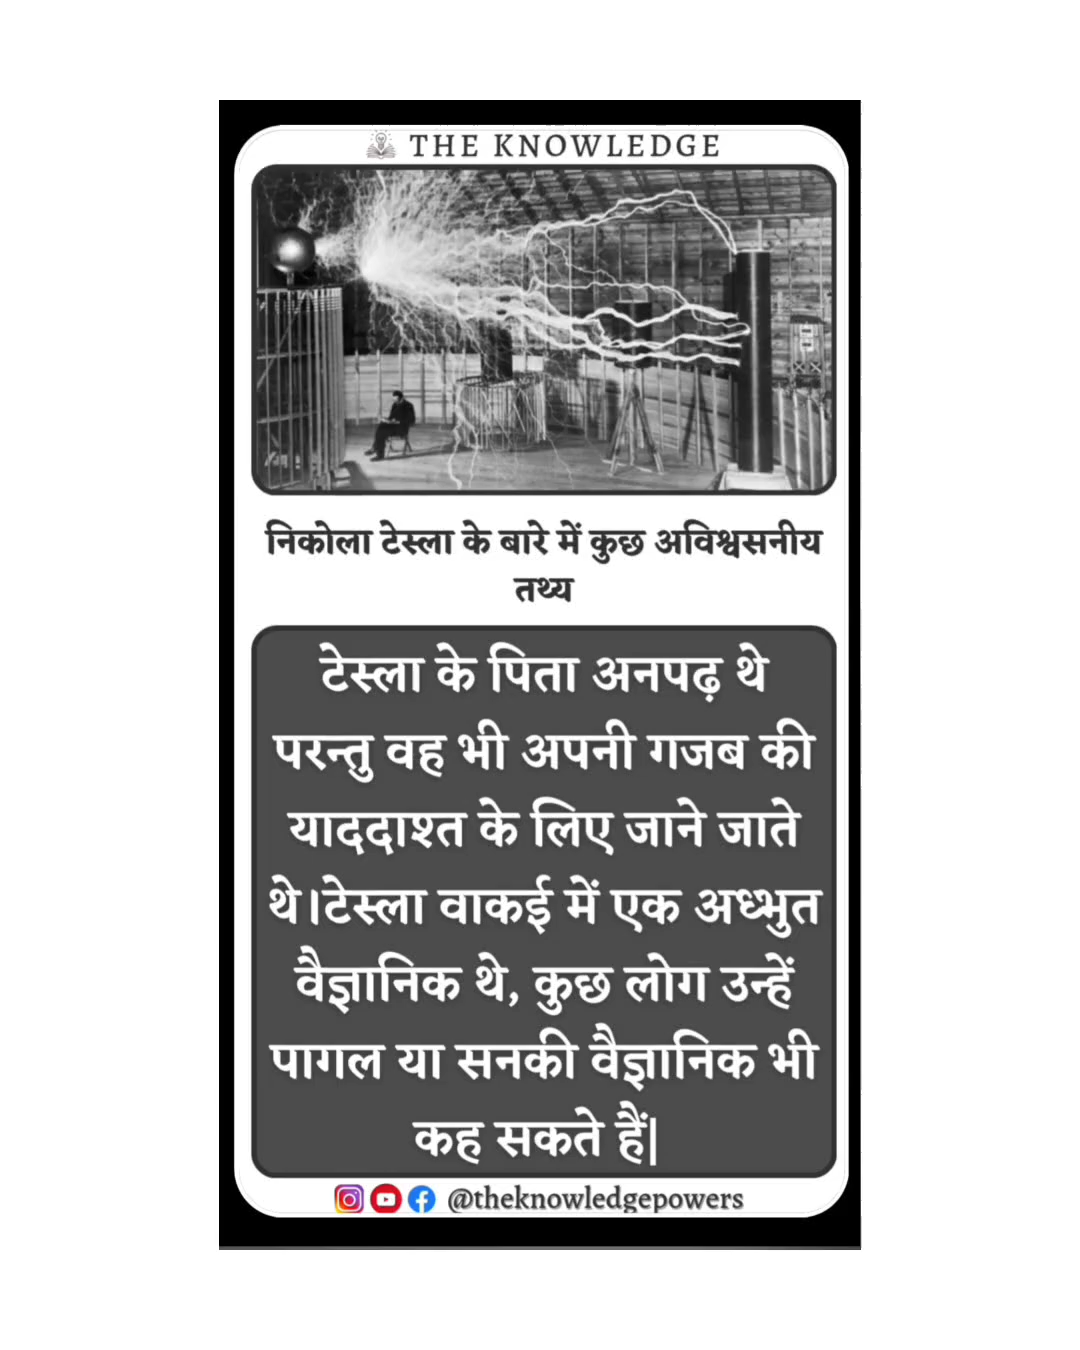 THE KNOWLEDGE
निकोला टेस्ला के बारे में कुछ अविश्वसनीय
तथ्य
टेस्ला के पिता अनपढ़ थे
परन्तु वह भी अपनी गजब की
याददाश्त के लिए जाने जाते
थे।टेस्ला वाकई में एक अध्भुत
वैज्ञानिक थे, कुछ लोग उन्हें
पागल या सनकी वैज्ञानिक भी
कह सकते हैं|
@theknowledgepowers